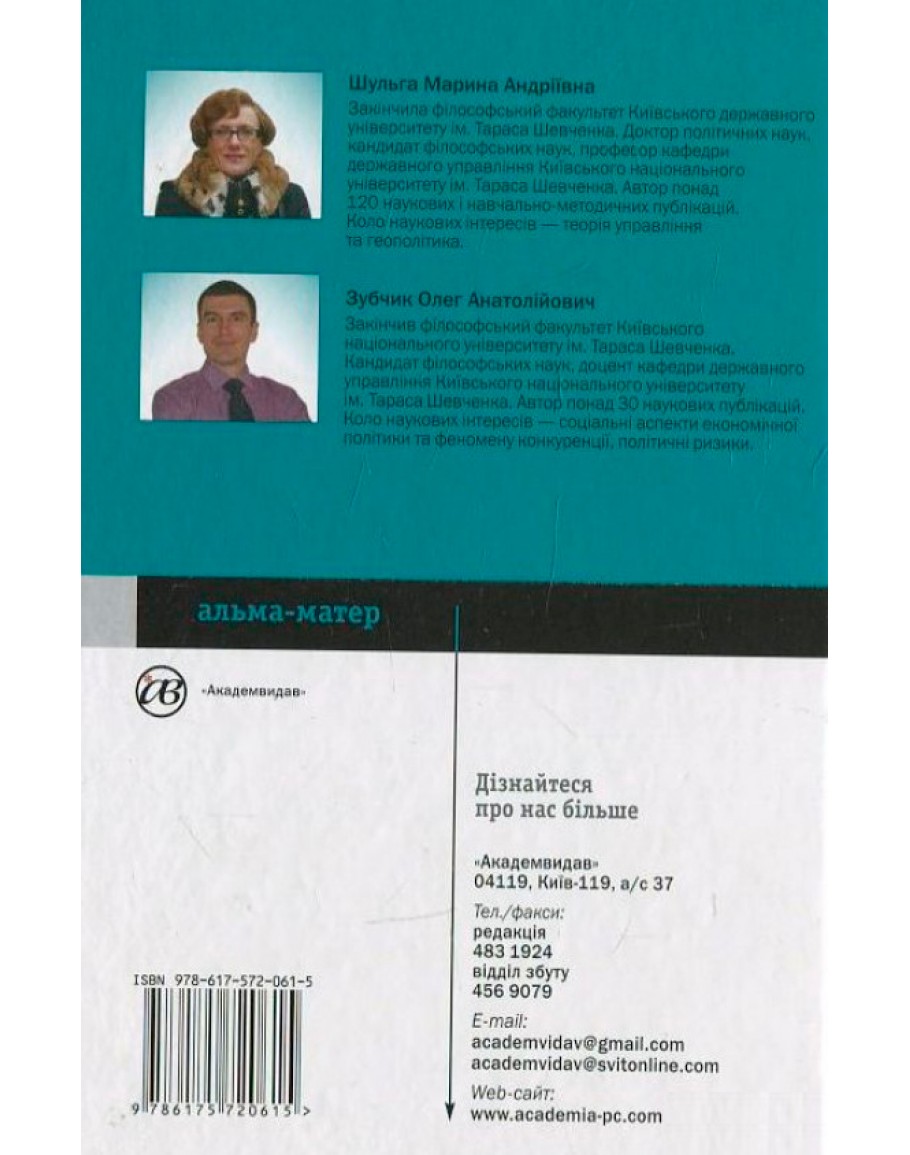 Шульга Марина Андріївна
Закінчила філософський факультет Київського державного
університету ім. Тараса Шевченка. Доктор політичних наук,
кандидат філософських наук, професор кафедри
державного управління Київського національного
університету ім. Тараса Шевченка. Автор понад
120 наукових і навчально-методичних публікацій.
Коло наукових інтересів — теорія управління
та геополітика.
Зубчик Олег Анатолійович
Закінчив філософський факультет Київського
національного університету ім. Тараса Шевченка.
Кандидат філософських наук, доцент кафедри державного
управління Київського національного університету
ім. Тараса Шевченка. Автор понад 30 наукових публікацій.
Коло наукових інтересів — соціальні аспекти економічної
політики та феномену конкуренції, політичні ризики.
альма-матер
ав
«Академвидав»
Дізнайтеся
про нас більше
«Академвидав»
04119, Київ-119, а/с 37
Тел./факси:
редакція
483 1924
відділ збуту
456 9079
E-mail:
academvidav@gmail.com
academvidav@svitonline.com
Web-сайт:
www.academia-pc.com
ISBN 978-617-572-061-5
9 786175 720615 >